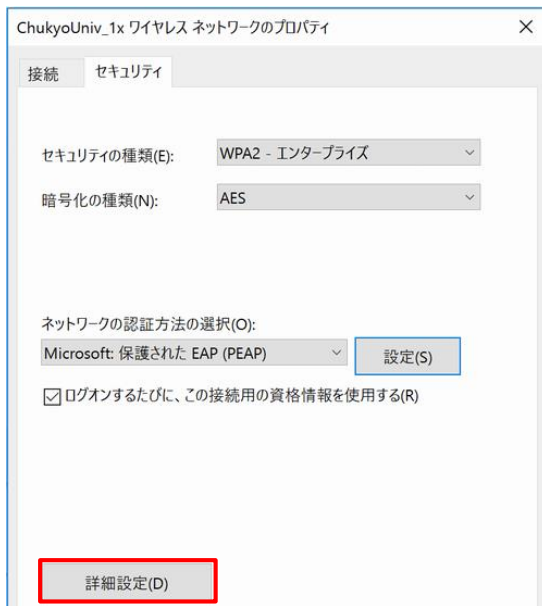 ChukyoUniv_1x ワイヤレス ネットワークのプロパティ
接続 セキュリティ
セキュリティの種類(E): WPA2 - エンタープライズ
暗号化の種類(N): AES
ネットワークの認証方法の選択(O):
Microsoft: 保護された EAP (PEAP) 設定(S)
ログオンするたびに、この接続用の資格情報を使用する(R)
詳細設定(D)